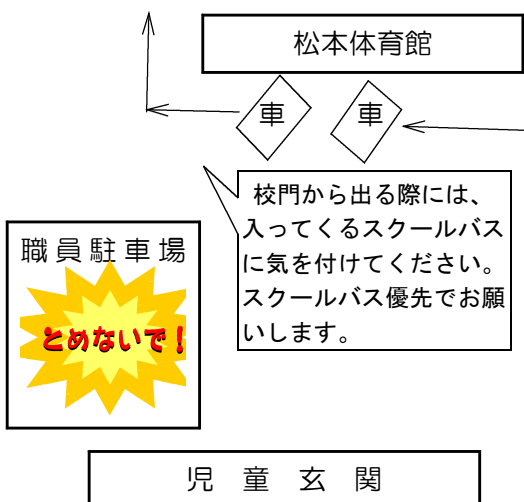 松本体育館
車
車
校門から出る際には、
入ってくるスクールバス
に気を付けてください。
スクールバス優先でお願
いします。
職員駐車場
とめないで！
児童玄関